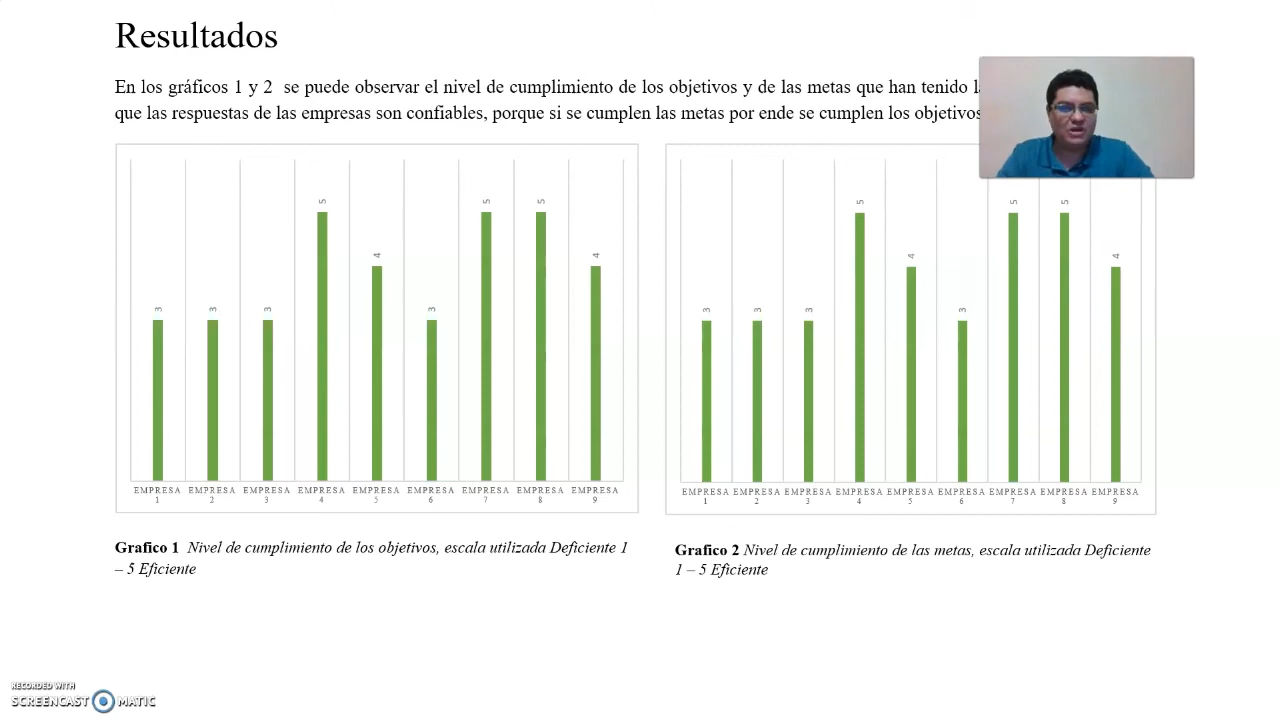 Resultados
En los gráficos 1 y 2 se puede observar el nivel de cumplimiento de los objetivos y de las metas que han tenido
que las respuestas de las empresas son confiables, porque si se cumplen las metas por ende se cumplen los objetivos
3 3 3 5 4 3 5 5 4
EMPRESA EMPRESA EMPRESA EMPRESA EMPRESA EMPRESA EMPRESA EMPRESA EMPRESA
1 2 3 4 5 6 7 8 9
Grafico 1 Nivel de cumplimiento de los objetivos, escala utilizada Deficiente 1
– 5 Eficiente
3 3 3 5 4 3 5 5 4
EMPRESA EMPRESA EMPRESA EMPRESA EMPRESA EMPRESA EMPRESA EMPRESA EMPRESA
1 2 3 4 5 6 7 8 9
Grafico 2 Nivel de cumplimiento de las metas, escala utilizada Deficiente
1 – 5 Eficiente
RECORDED WITH
SCREENCAST MATIC